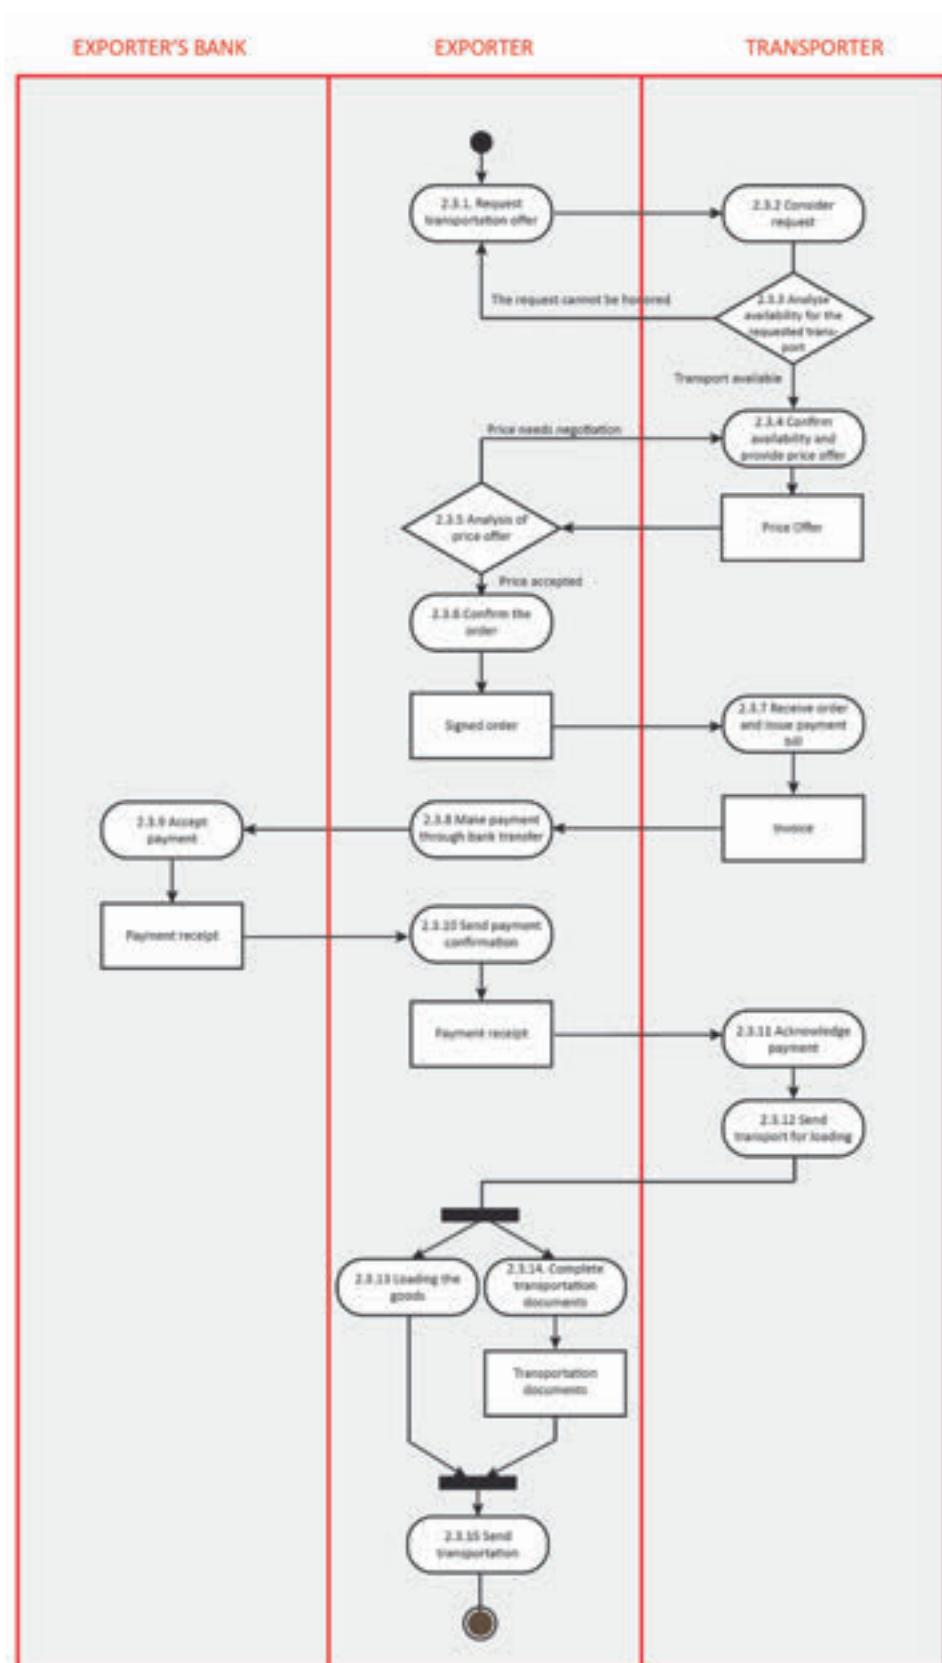 EXPORTER'S BANK
EXPORTER
TRANSPORTER
2.3.1. Request
transportation offer
2.3.2 Consider
request
The request cannot be honored
2.3.3 Analyse
availability for the
requested trans-
port
Transport available
2.3.4 Confirm
availability and
provide price offer
Price needs negotiation
2.3.5 Analysis of
price offer
Price Offer
Price accepted
2.3.6 Confirm the
order
Signed order
2.3.7 Receive order
and issue payment
bill
2.3.9 Accept
payment
2.3.8 Make payment
through bank transfer
Invoice
Payment receipt
2.3.10 Send payment
confirmation
Payment receipt
2.3.11 Acknowledge
payment
2.3.12 Send
transport for loading
2.3.13 Loading the
goods
2.3.14. Complete
transportation
documents
Transportation
documents
2.3.15 Send
transportation